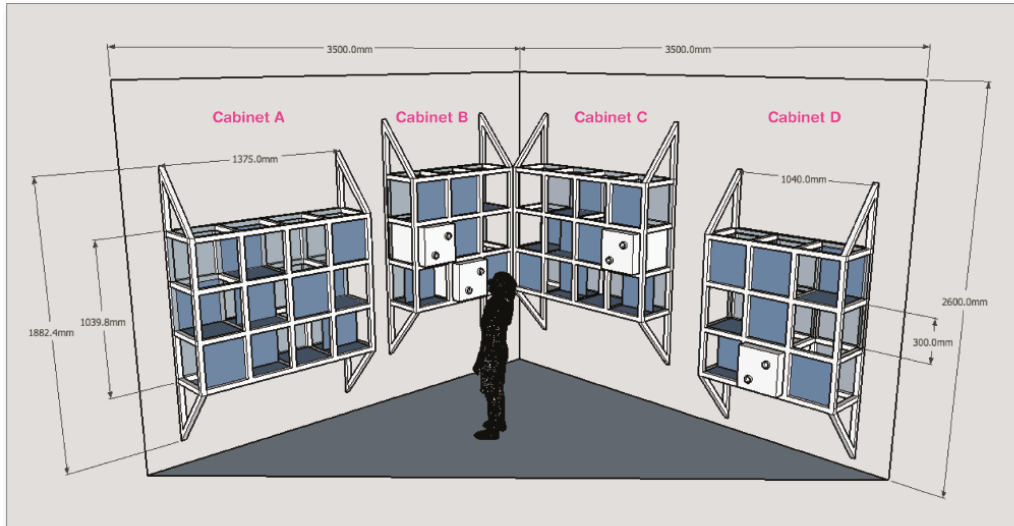 3500.0mm
3500.0mm
Cabinet A
Cabinet B
Cabinet C
Cabinet D
1375.0mm
1040.0mm
1882.4mm
1039.8mm
2600.0mm
300.0mm